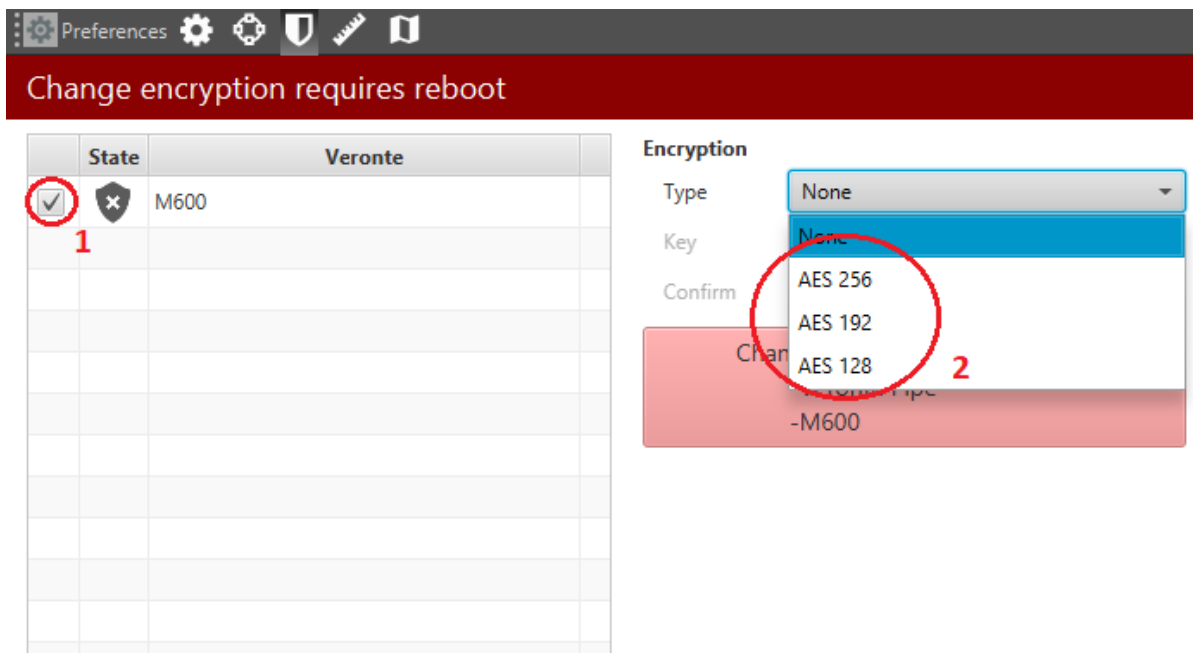 Preferences
Change encryption requires reboot
State Veronte
M600
1
Encryption
Type None
Key None
AES 256
Confirm
AES 192
AES 128
2
-M600